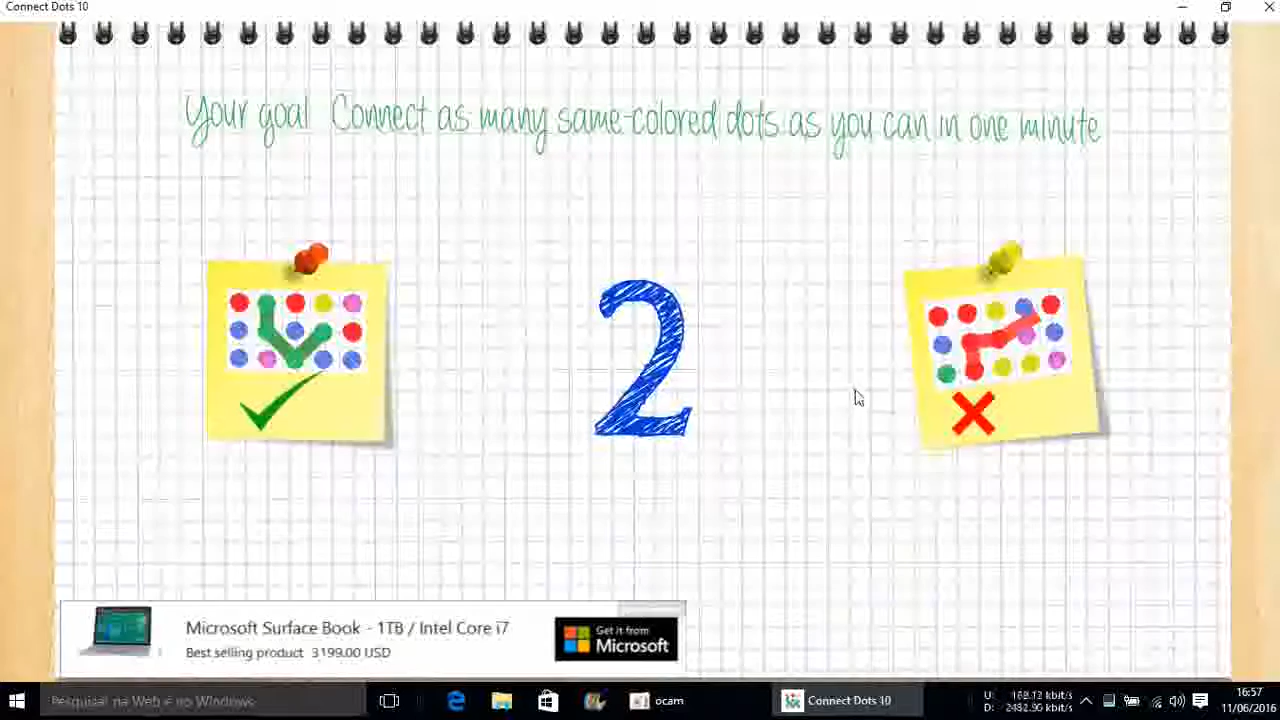 Connect Dots 10
Your goal Connect as many same-colored dots as you can in one minute
2
Microsoft Surface Book - 1TB / Intel Core i7
Best selling product 3199.00 USD
Get it from
Microsoft
Pesquisar na Web e no Windows
ocam
Connect Dots 10
U:
D:
kbit/s
kbit/s
16:57
11/06/2016